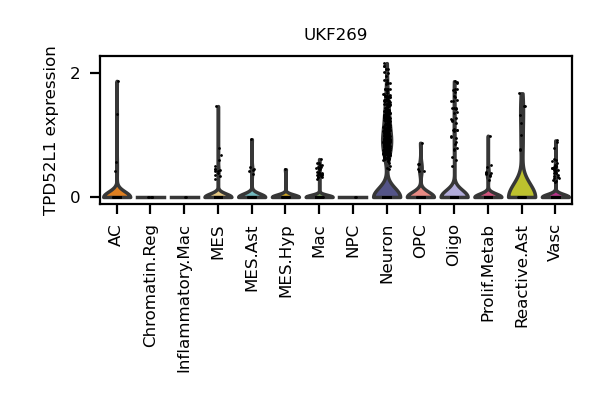 UKF269
TPD52L1 expression
2
0
AC
Chromatin.Reg
Inflammatory.Mac
MES
MES.Ast
MES.Hyp
Mac
NPC
Neuron
OPC
Oligo
Prolif.Metab
Reactive.Ast
Vasc